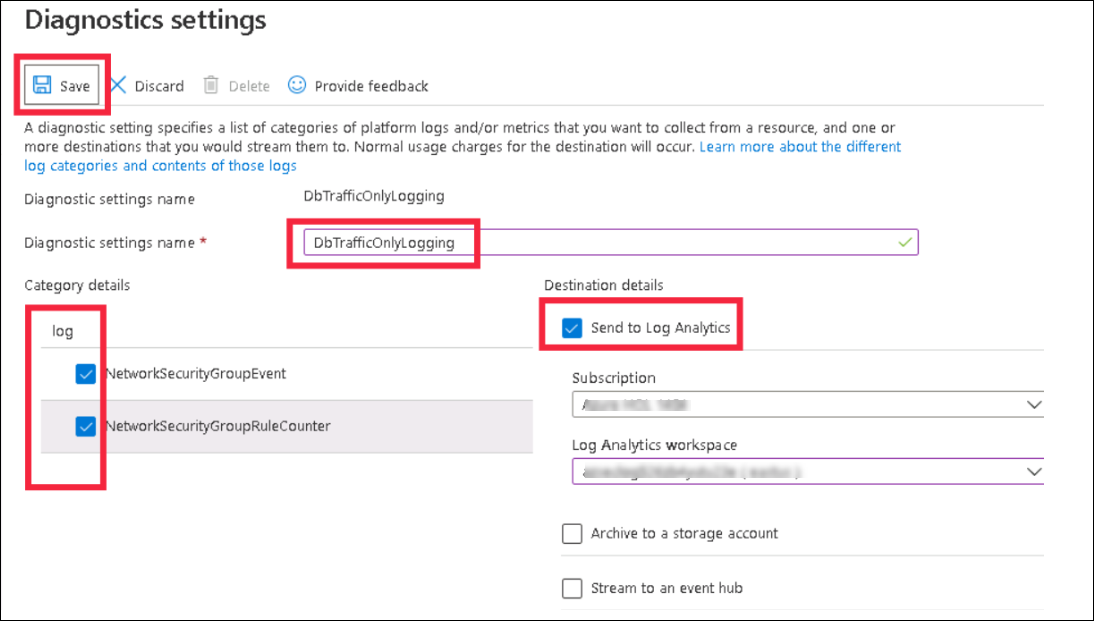 Diagnostics settings
Save Discard Delete Provide feedback
A diagnostic setting specifies a list of categories of platform logs and/or metrics that you want to collect from a resource, and one or
more destinations that you would stream them to. Normal usage charges for the destination will occur. Learn more about the different
log categories and contents of those logs
Diagnostic settings name DbTrafficOnlyLogging
Diagnostic settings name * DbTrafficOnlyLogging
Category details
log
NetworkSecurityGroupEvent
NetworkSecurityGroupRuleCounter
Destination details
Send to Log Analytics
Subscription
Log Analytics workspace
Archive to a storage account
Stream to an event hub